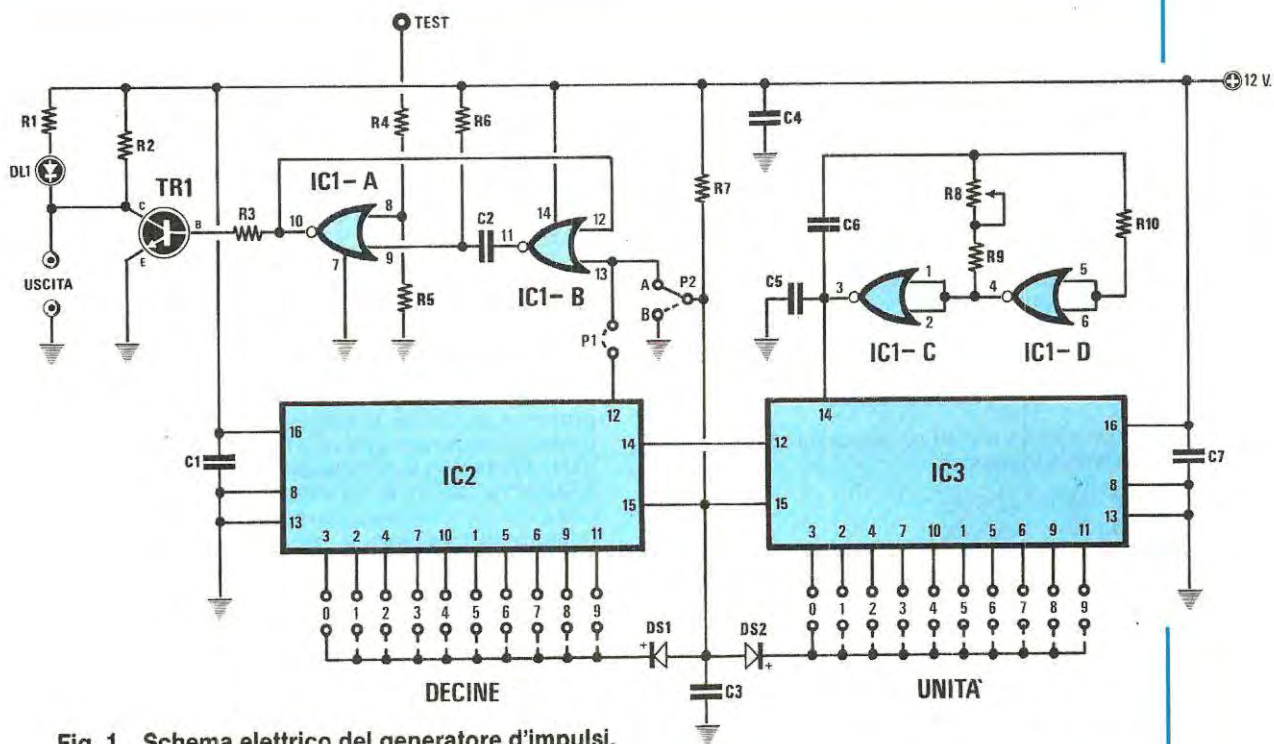 TEST
12 V.
R1
R2
R4
R6
C4
DL1
TR1
IC1-A
R7
R8
C
B
E
R3
10
8
9
7
C2
11
14
12
13
IC1-B
C6
R10
R9
USCITA
R5
A
B
P2
P1
C5
3
1
2
4
5
6
IC1-C
IC1-D
12
14
16
8
13
C1
IC2
14
15
12
15
IC3
16
8
13
C7
3 2 4 7 10 1 5 6 9 11
3 2 4 7 10 1 5 6 9 11
0 1 2 3 4 5 6 7 8 9
0 1 2 3 4 5 6 7 8 9
DS1
+
DS2
+
DECINE
C3
UNITA'
Fig. 1 Schema elettrico del generatore d'impulsi.